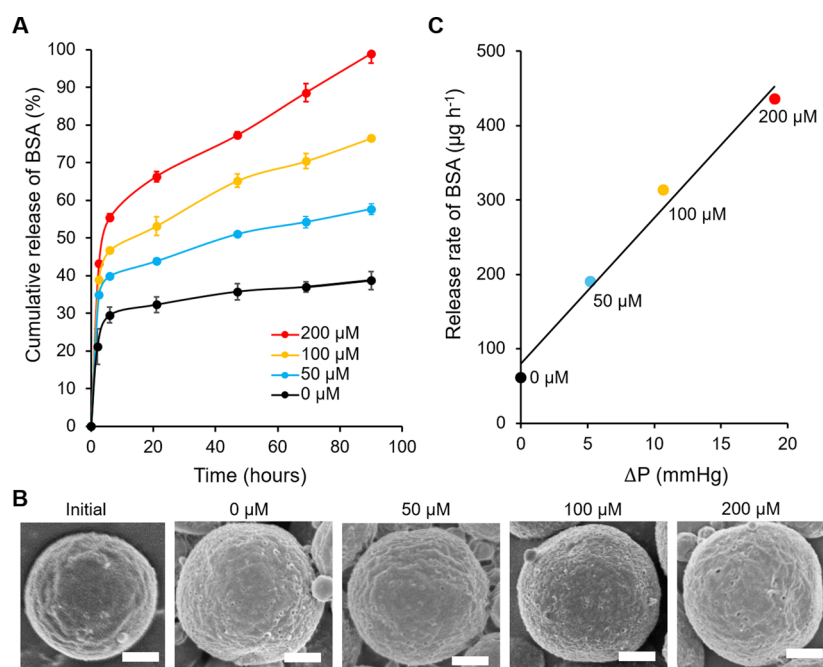 A
Cumulative release of BSA (%)
100
90
80
70
60
50
40
30
20
10
0
0
20
40
60
80
100
Time (hours)
200 µM
100 µM
50 µM
0 µM
C
Release rate of BSA (µg h⁻¹)
500
400
300
200
100
0
0
5
10
15
20
ΔP (mmHg)
200 µM
100 µM
50 µM
0 µM
B
Initial
0 µM
50 µM
100 µM
200 µM